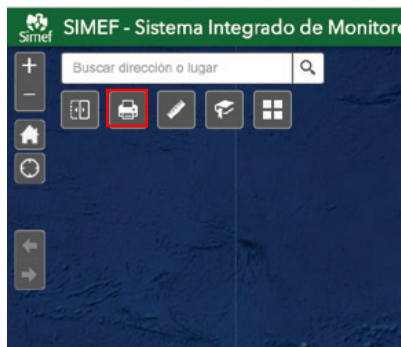 Simef
SIMEF - Sistema Integrado de Monitore
Buscar dirección o lugar